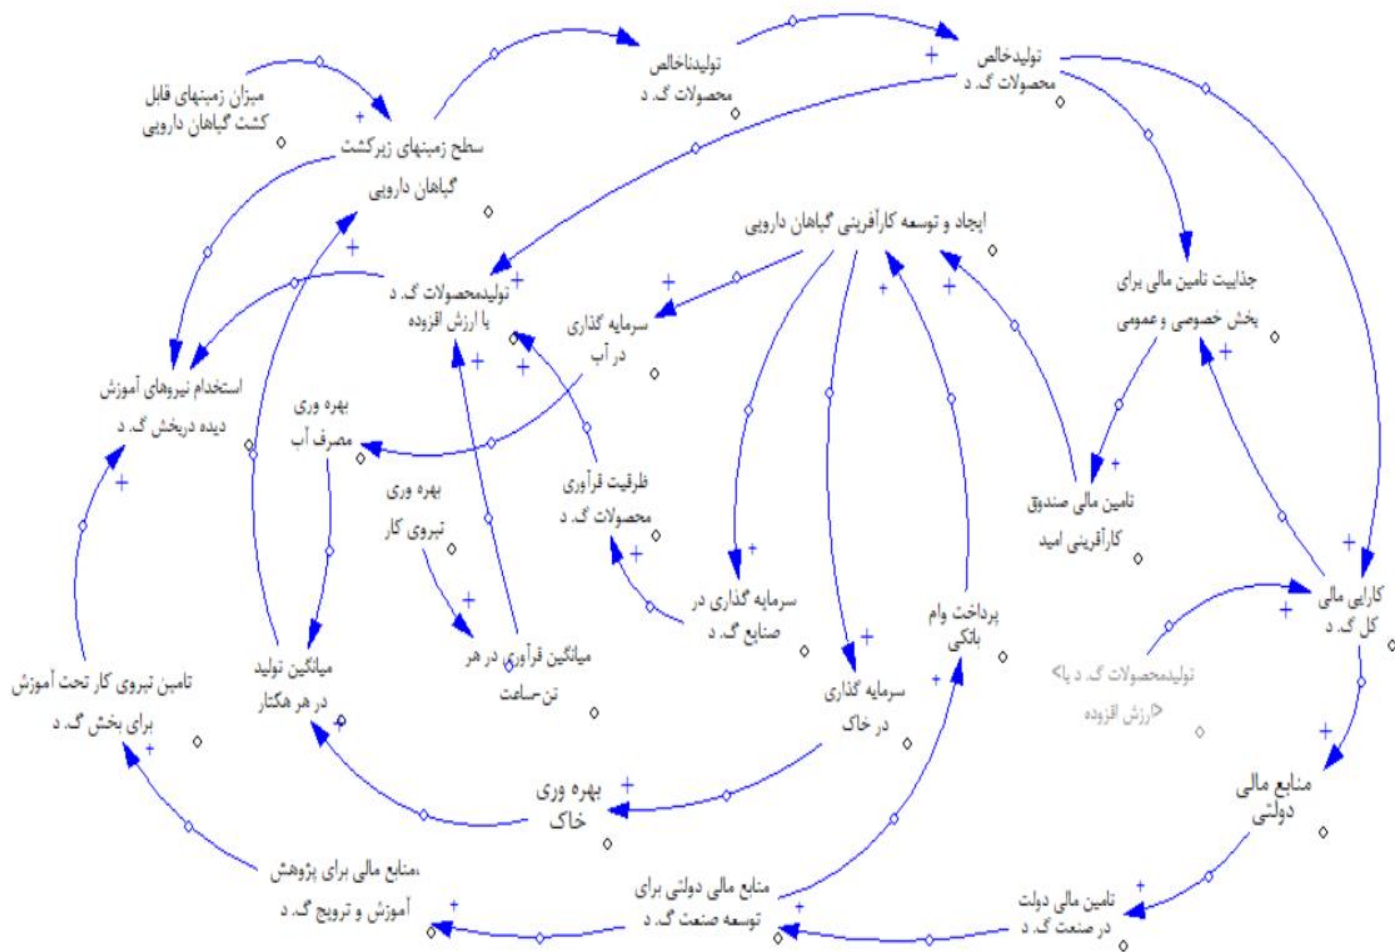 تولیدناخالص
محصولات گ. د
تولیدخالص
محصولات گ. د
میزان زمینهای قابل
کشت گیاهان دارویی
سطح زمینهای زیرکشت
گیاهان دارویی
ایجاد و توسعه کارآفرینی گیاهان دارویی
جذابیت تامین مالی برای
بخش خصوصی و عمومی
تولیدمحصولات گ. د
با ارزش افزوده
سرمایه گذاری
در آب
استخدام نیروهای آموزش
دیده دربخش گ. د
بهره وری
مصرف آب
بهره وری
نیروی کار
ظرفیت فرآوری
محصولات گ. د
تامین مالی صندوق
کارآفرینی امید
سرمایه گذاری در
صنایع گ. د
پرداخت وام
بانکی
کارایی مالی
کل گ. د
میانگین تولید
در هر هکتار
میانگین فرآوری در هر
تن-ساعت
سرمایه گذاری
در خاک
<تولیدمحصولات گ. د با
ارزش افزوده>
تامین نیروی کار تحت آموزش
برای بخش گ. د
بهره وری
خاک
منابع مالی
دولتی
منابع مالی برای پژوهش،
آموزش و ترویج گ. د
منابع مالی دولتی برای
توسعه صنعت گ. د
تامین مالی دولت
در صنعت گ. د